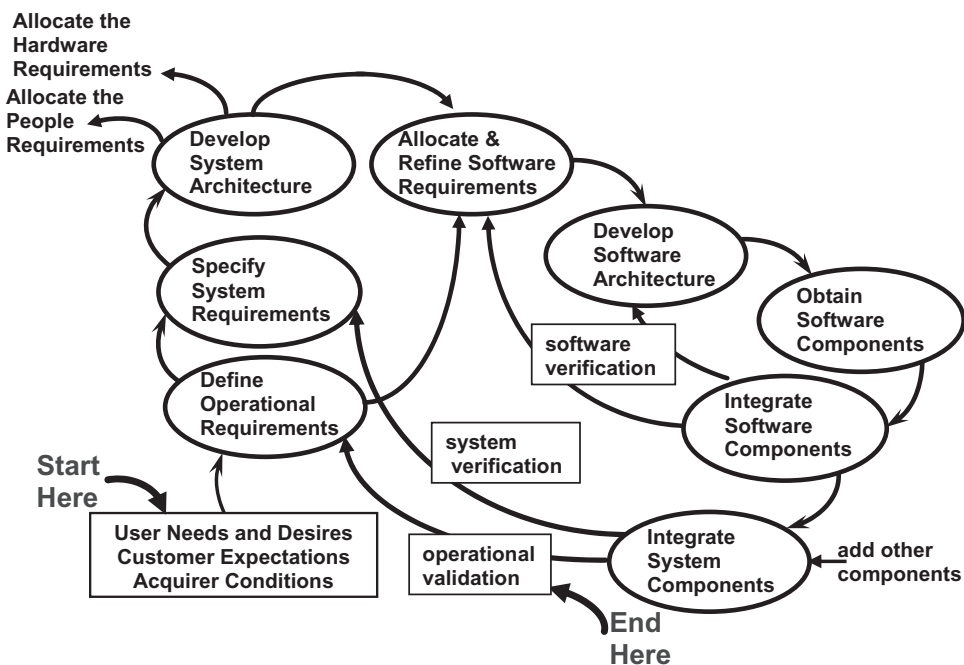 Allocate the
Hardware
Requirements
Allocate the
People
Requirements
Develop
System
Architecture
Allocate &
Refine Software
Requirements
Develop
Software
Architecture
Specify
System
Requirements
Obtain
Software
Components
software
verification
Define
Operational
Requirements
Integrate
Software
Components
system
verification
Start
Here
User Needs and Desires
Customer Expectations
Acquirer Conditions
operational
validation
Integrate
System
Components
add other
components
End
Here